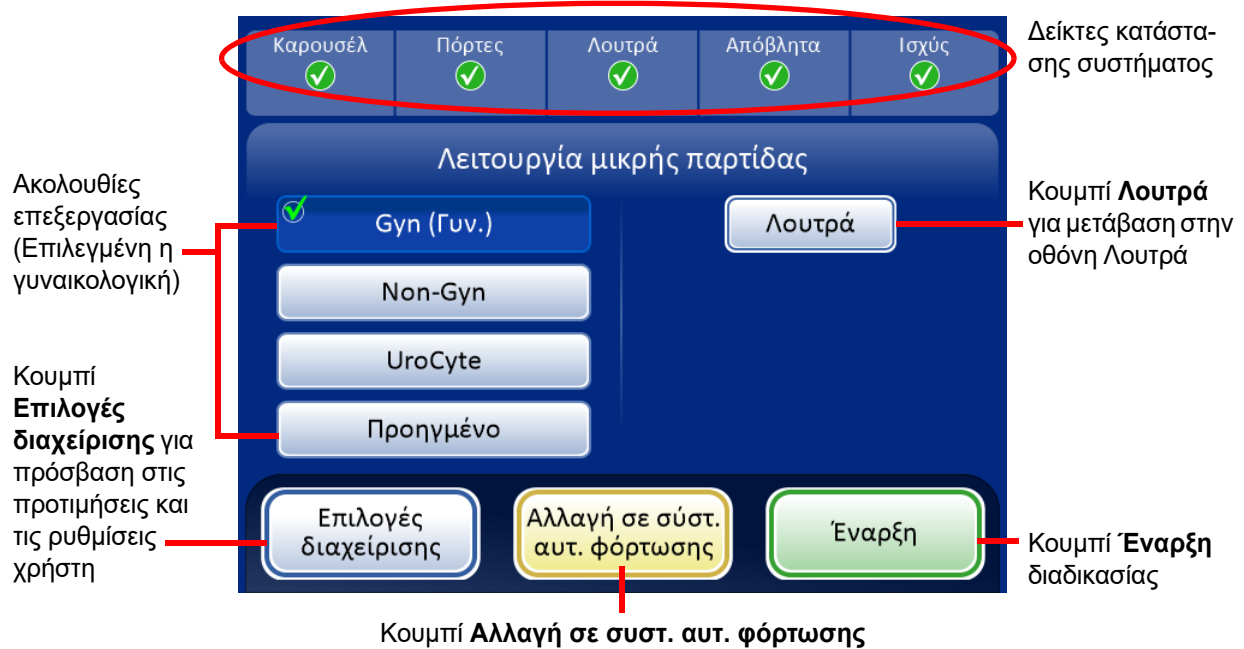 Καρουσέλ
Πόρτες
Λουτρά
Απόβλητα
Ισχύς
Δείκτες κατάστα-
σης συστήματος
Λειτουργία μικρής παρτίδας
Ακολουθίες
επεξεργασίας
(Επιλεγμένη η
γυναικολογική)
Gyn (Γυν.)
Non-Gyn
UroCyte
Προηγμένο
Λουτρά
Κουμπί Λουτρά
για μετάβαση στην
οθόνη Λουτρά
Κουμπί
Επιλογές
διαχείρισης για
πρόσβαση στις
προτιμήσεις και
τις ρυθμίσεις
χρήστη
Επιλογές
διαχείρισης
Αλλαγή σε σύστ.
αυτ. φόρτωσης
Έναρξη
Κουμπί Έναρξη
διαδικασίας
Κουμπί Αλλαγή σε συστ. αυτ. φόρτωσης